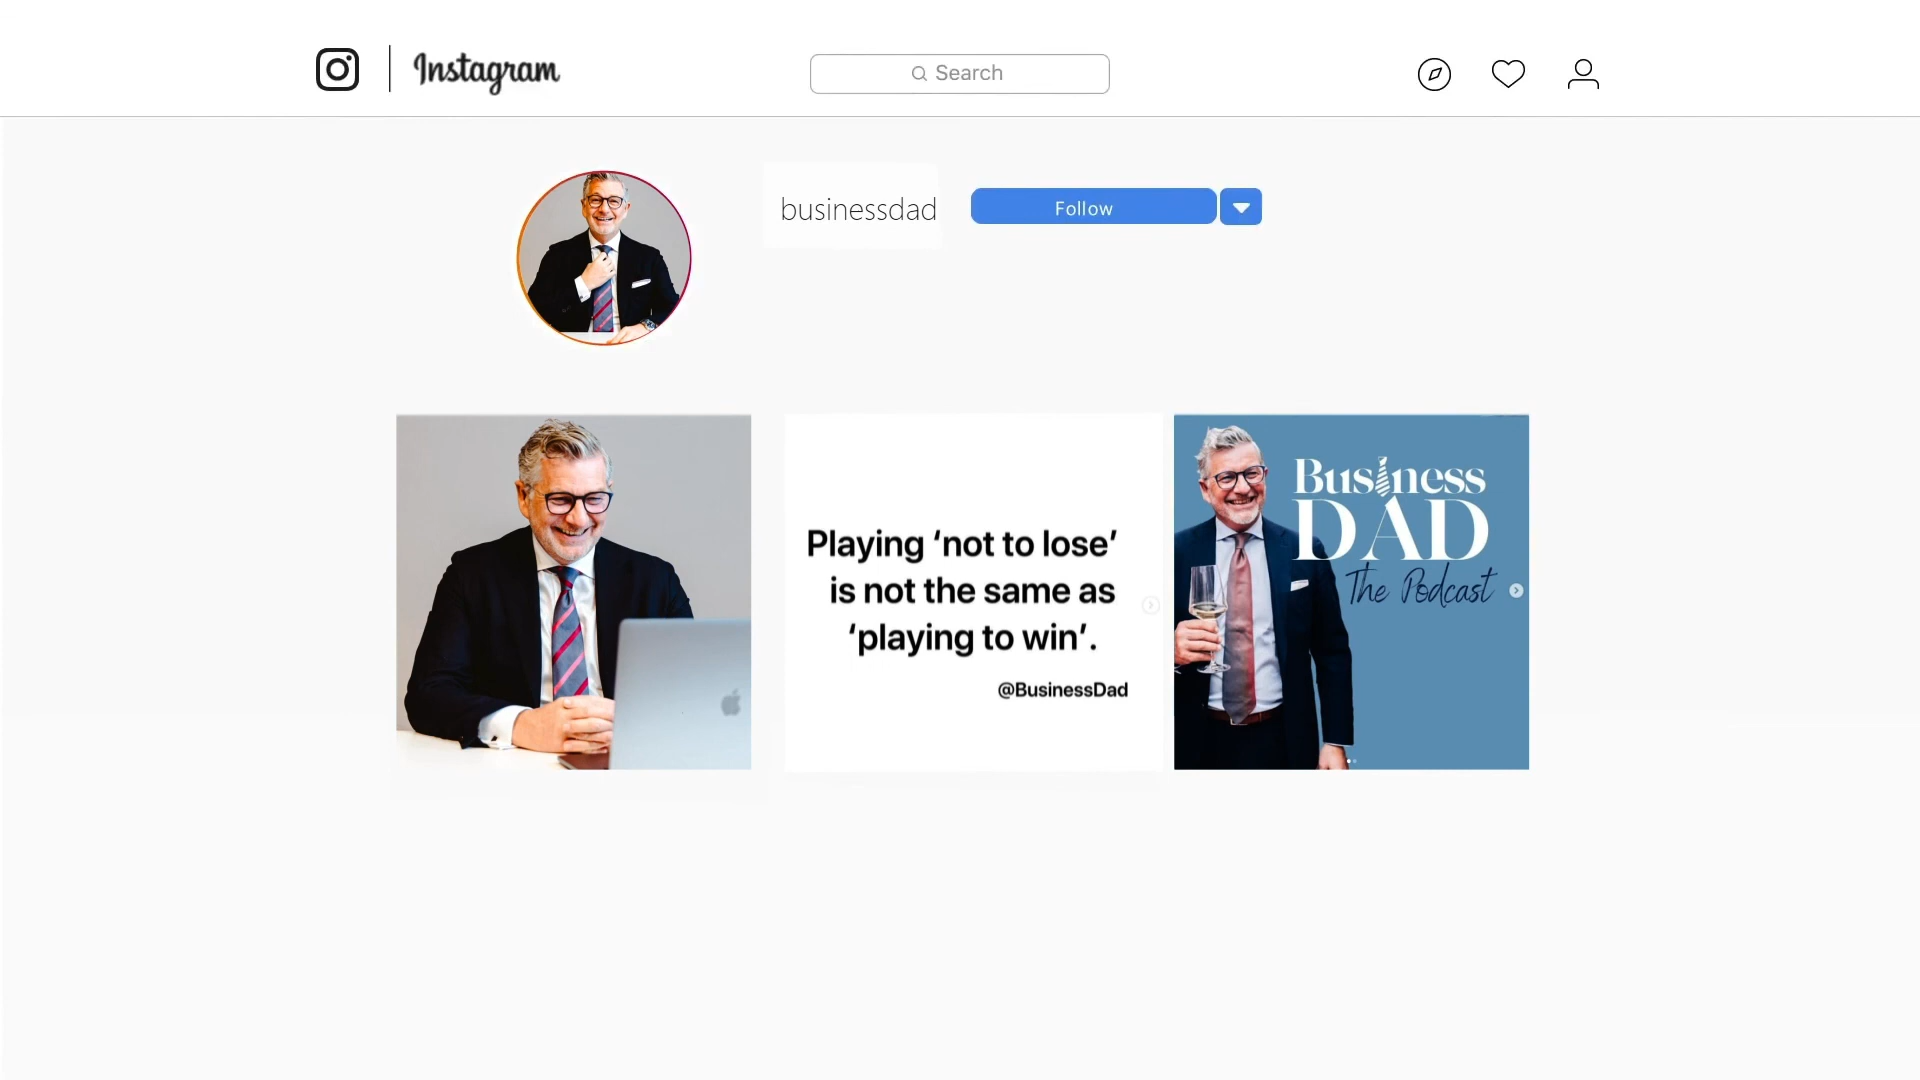 Instagram
Search
businessdad
Follow
Playing ‘not to lose’
is not the same as
‘playing to win’.
@BusinessDad
Business
DAD
The Podcast